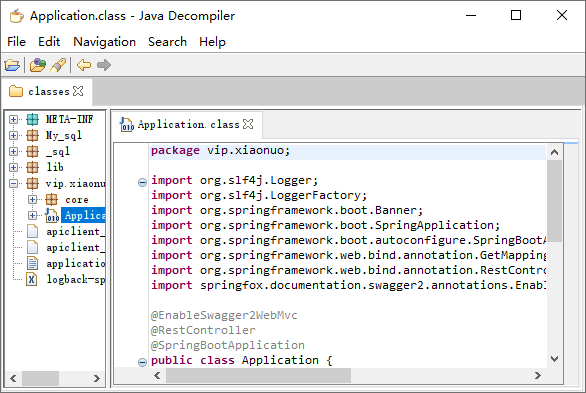 Application.class - Java Decompiler
File Edit Navigation Search Help
classes
META-INF
My_sql
_sql
lib
vip.xiaonuo
core
Applica
apiclient_
apiclient_
application
logback-sp
Application.class
package vip.xiaonuo;
import org.slf4j.Logger;
import org.slf4j.LoggerFactory;
import org.springframework.boot.Banner;
import org.springframework.boot.SpringApplication;
import org.springframework.boot.autoconfigure.SpringBootA
import org.springframework.web.bind.annotation.GetMapping
import org.springframework.web.bind.annotation.RestContro
import springfox.documentation.swagger2.annotations.Enabl
@EnableSwagger2WebMvc
@RestController
@SpringBootApplication
public class Application {